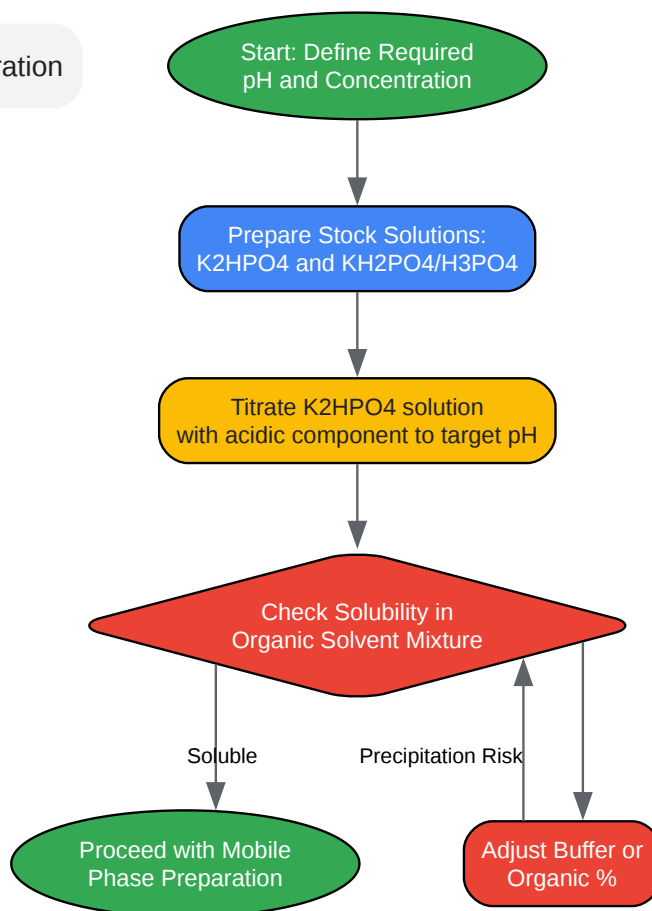 ration
Start: Define Required
pH and Concentration
Prepare Stock Solutions:
K2HPO4 and KH2PO4/H3PO4
Titrate K2HPO4 solution
with acidic component to target pH
Check Solubility in
Organic Solvent Mixture
Soluble
Precipitation Risk
Proceed with Mobile
Phase Preparation
Adjust Buffer or
Organic %